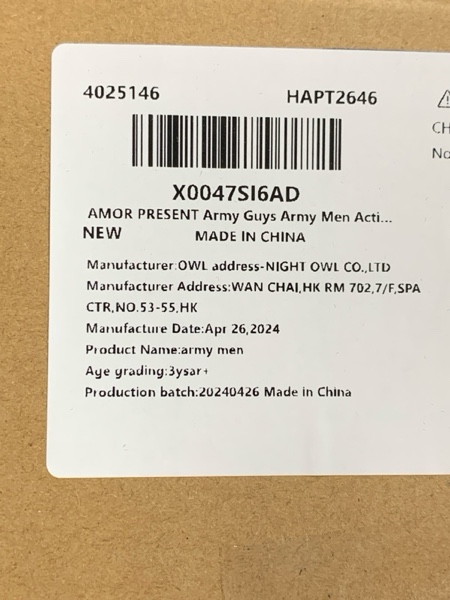 4025146 HAPT2646
X0047SI6AD
AMOR PRESENT Army Guys Army Men Acti...
NEW MADE IN CHINA
Manufacturer:OWL address-NIGHT OWL CO.,LTD
Manufacturer Address:WAN CHAI,HK RM 702,7/F,SPA
CTR,NO.53-55,HK
Manufacture Date:Apr 26,2024
Product Name:army men
Age grading:3ysar+
Production batch:20240426 Made in China
CH
No